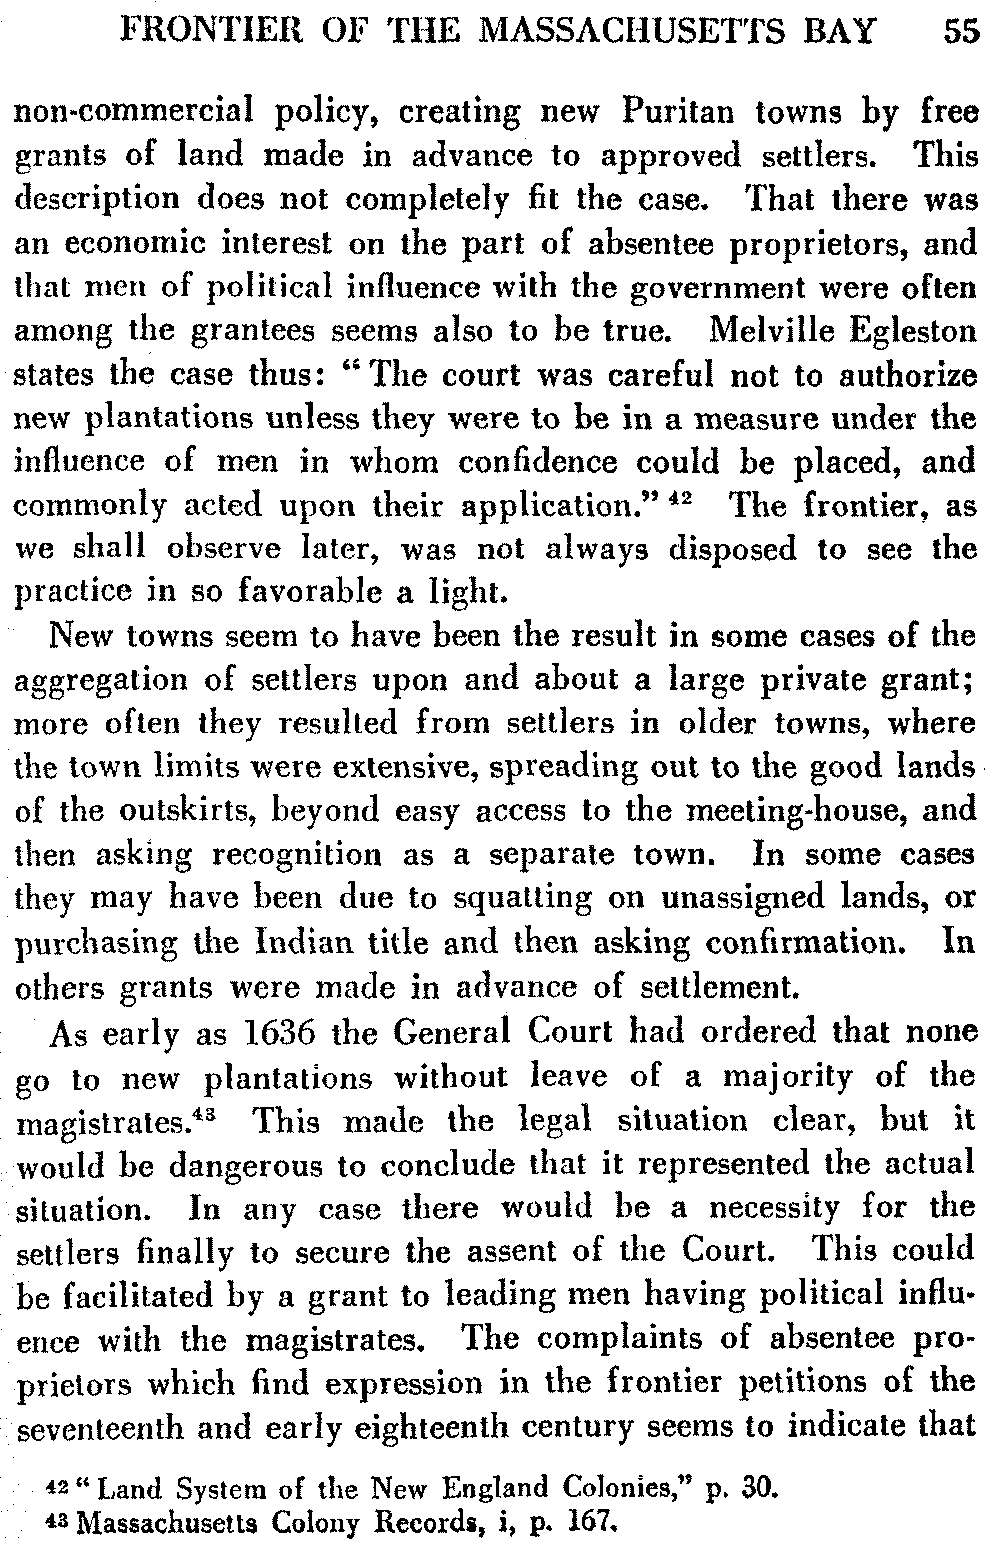 FRONTIER OF THE MASSACHUSETTS BAY 55
non-commercial policy, creating new Puritan towns by free
grants of land made in advance to approved settlers. This
description does not completely fit the case. That there was
an economic interest on the part of absentee proprietors, and
that men of political influence with the government were often
among the grantees seems also to be true. Melville Egleston
states the case thus: “ The court was careful not to authorize
new plantations unless they were to be in a measure under the
influence of men in whom confidence could be placed, and
commonly acted upon their application.” 42 The frontier, as
we shall observe later, was not always disposed to see the
practice in so favorable a light.
New towns seem to have been the result in some cases of the
aggregation of settlers upon and about a large private grant;
more often they resulted from settlers in older towns, where
the town limits were extensive, spreading out to the good lands
of the outskirts, beyond easy access to the meeting-house, and
then asking recognition as a separate town. In some cases
they may have been due to squatting on unassigned lands, or
purchasing the Indian title and then asking confirmation. In
others grants were made in advance of settlement.
As early as 1636 the General Court had ordered that none
go to new plantations without leave of a majority of the
magistrates.43 This made the legal situation clear, but it
would be dangerous to conclude that it represented the actual
situation. In any case there would be a necessity for the
settlers finally to secure the assent of the Court. This could
be facilitated by a grant to leading men having political influ-
ence with the magistrates. The complaints of absentee pro-
prietors which find expression in the frontier petitions of the
seventeenth and early eighteenth century seems to indicate that
42 “ Land System of the New England Colonies,” p. 30.
43 Massachusetts Colony Records, i, p. 167.